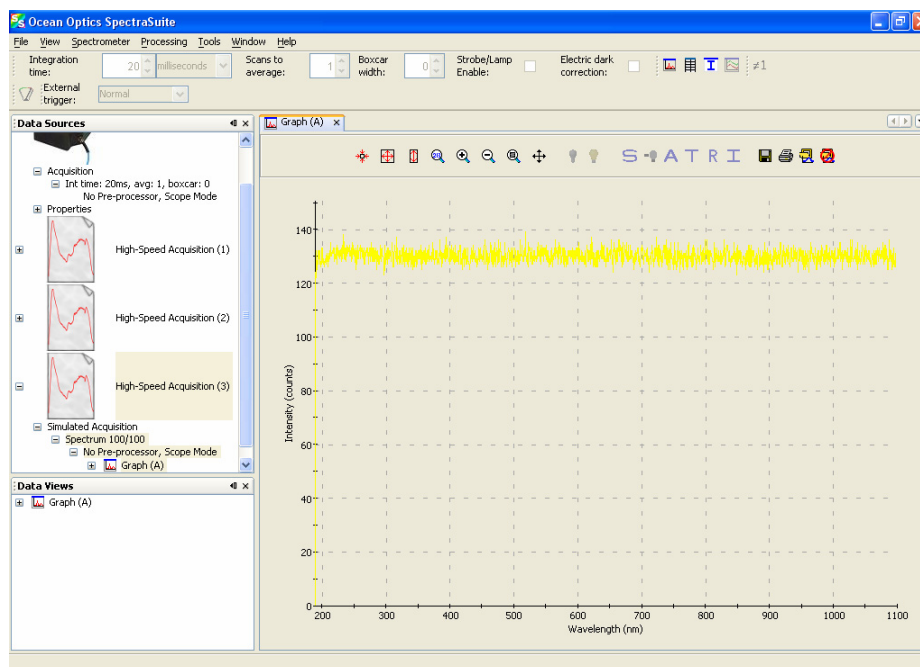 Ocean Optics SpectraSuite
File View Spectrometer Processing Tools Window Help
Integration time: 20 milliseconds Scans to average: 1 Boxcar width: 0 Strobe/Lamp Enable: Electric dark correction: ≠1
External trigger: Normal
Data Sources
Acquisition
Int time: 20ms, avg: 1, boxcar: 0
No Pre-processor, Scope Mode
Properties
High-Speed Acquisition (1)
High-Speed Acquisition (2)
High-Speed Acquisition (3)
Simulated Acquisition
Spectrum 100/100
No Pre-processor, Scope Mode
Graph (A)
Data Views
Graph (A)
Graph (A)
S A T R I
140
120
100
80
60
40
20
0
Intensity (counts)
200 300 400 500 600 700 800 900 1000 1100
Wavelength (nm)